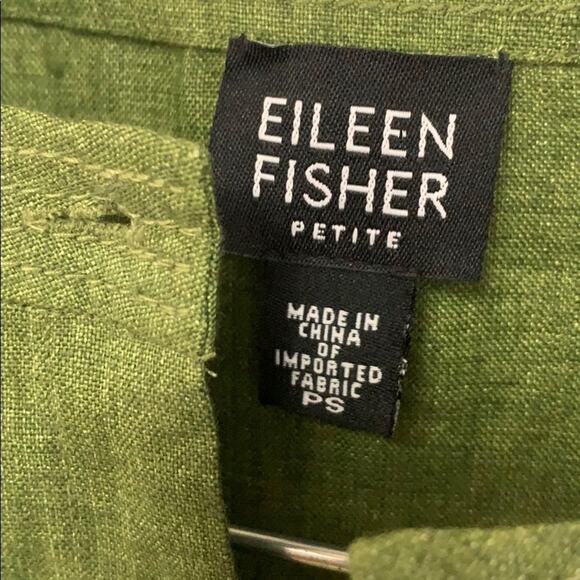 EILEEN
FISHER
PETITE
MADE IN
CHINA
OF
IMPORTED
FABRIC
PS